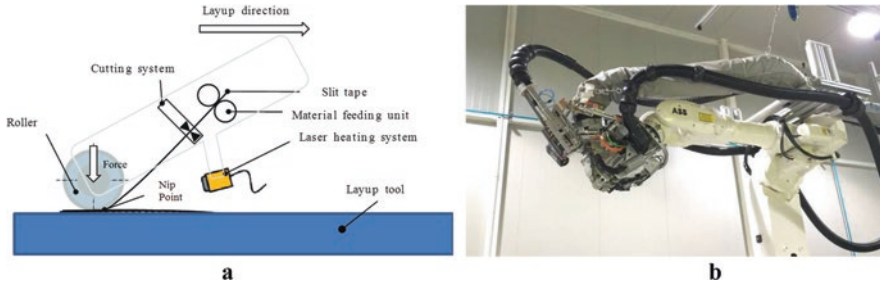 Layup direction
Cutting system
Slit tape
Material feeding unit
Roller
Laser heating system
Force
Nip
Point
Layup tool
ABB
a
b